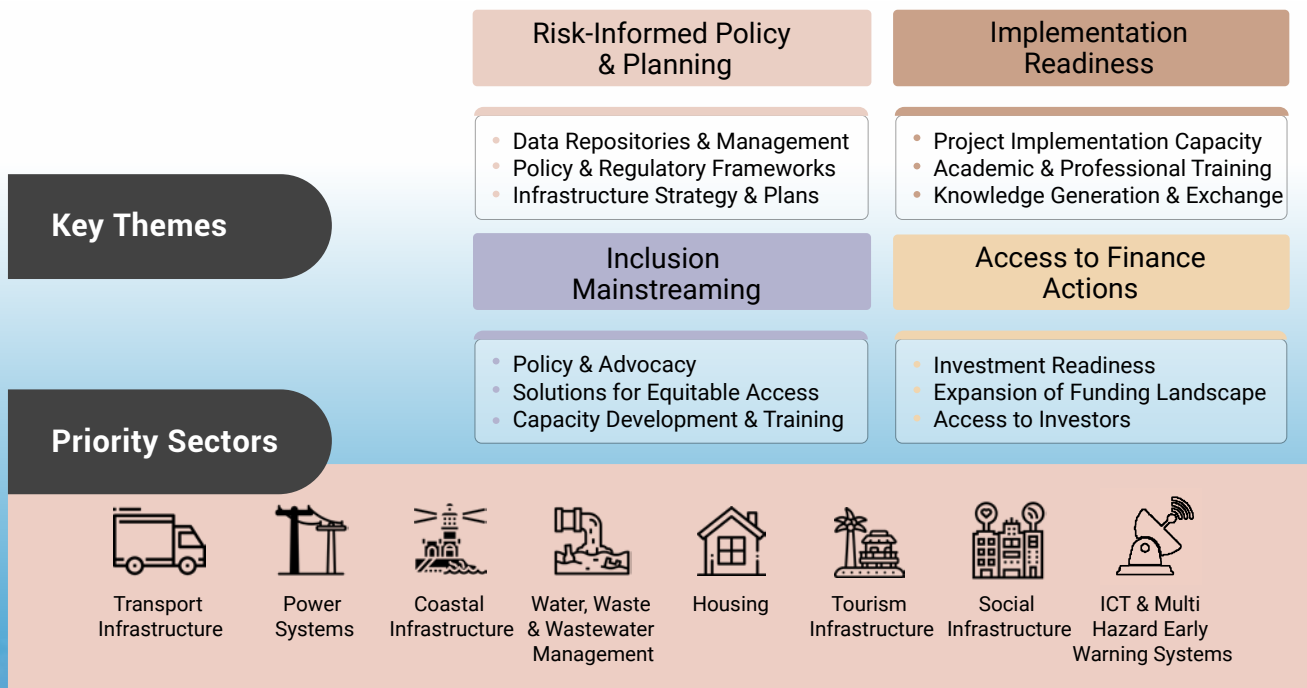 Key Themes
Risk-Informed Policy
& Planning
Data Repositories & Management
Policy & Regulatory Frameworks
Infrastructure Strategy & Plans
Implementation
Readiness
Project Implementation Capacity
Academic & Professional Training
Knowledge Generation & Exchange
Inclusion
Mainstreaming
Policy & Advocacy
Solutions for Equitable Access
Capacity Development & Training
Access to Finance
Actions
Investment Readiness
Expansion of Funding Landscape
Access to Investors
Priority Sectors
Transport
Infrastructure
Power
Systems
Coastal
Infrastructure
Water, Waste
& Wastewater
Management
Housing
Tourism
Infrastructure
Social
Infrastructure
ICT & Multi
Hazard Early
Warning Systems